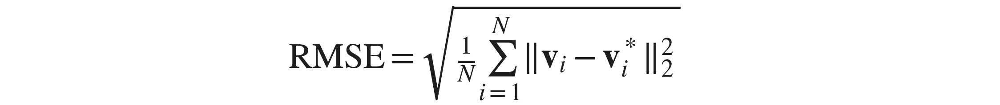 RMSE = √(1/N ∑_{i=1}^{N} ‖𝐯_i − 𝐯_i^*‖_2^2)